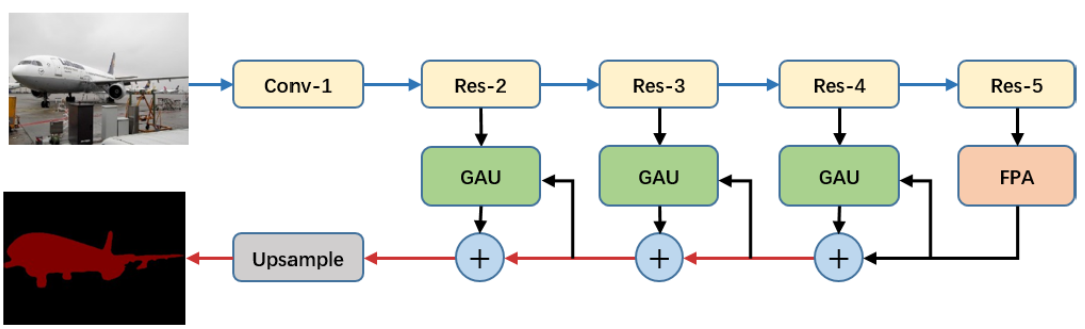 Conv-1
Res-2
Res-3
Res-4
Res-5
GAU
GAU
GAU
FPA
Upsample
+
+
+